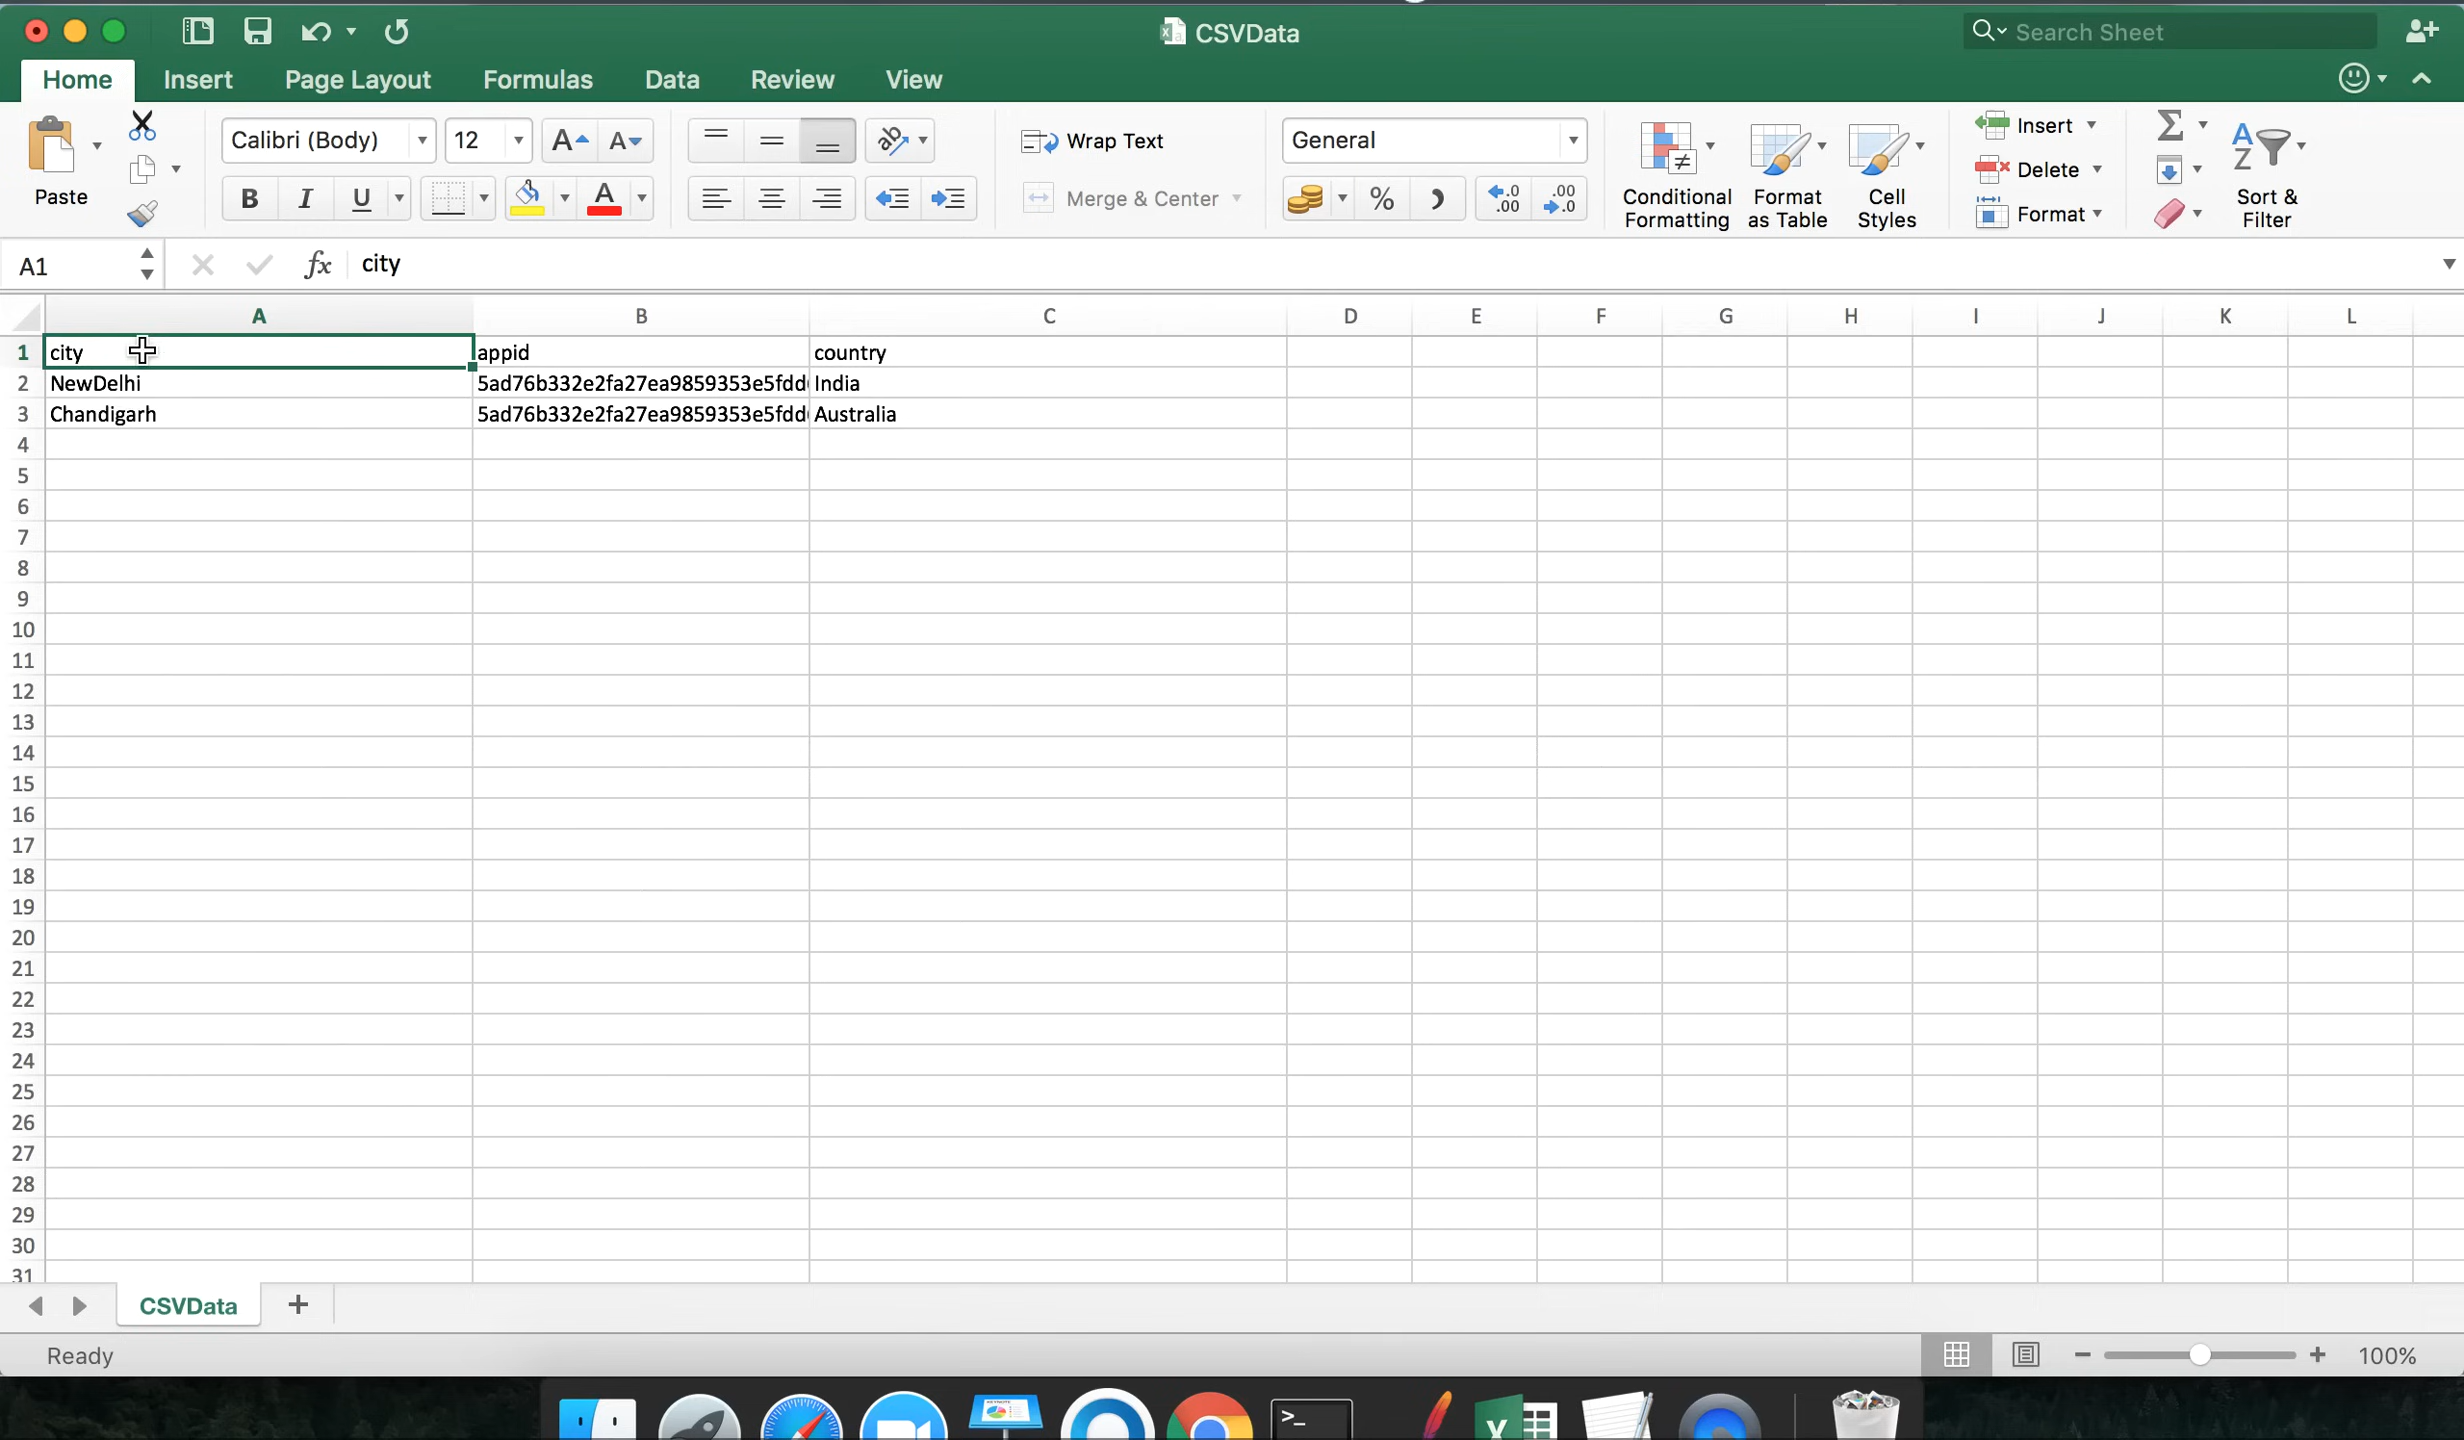 CSVData
Search Sheet
Home Insert Page Layout Formulas Data Review View
Paste
Calibri (Body) 12
B I U
Wrap Text
Merge & Center
General
%
Conditional Formatting
Format as Table
Cell Styles
Insert
Delete
Format
Sort & Filter
A1 fx city
A B C D E F G H I J K L
1 city appid country
2 NewDelhi 5ad76b332e2fa27ea9859353e5fdd India
3 Chandigarh 5ad76b332e2fa27ea9859353e5fdd Australia
4
5
6
7
8
9
10
11
12
13
14
15
16
17
18
19
20
21
22
23
24
25
26
27
28
29
30
31
CSVData +
Ready
100%